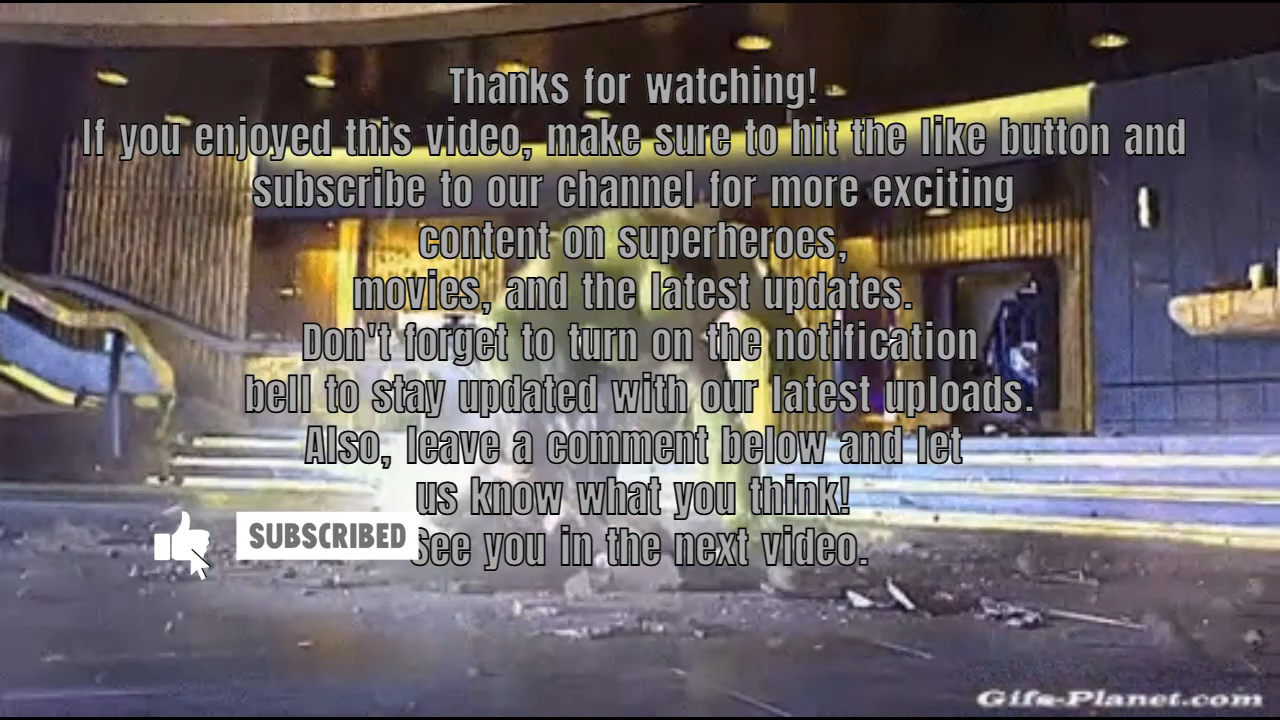 Thanks for watching!
If you enjoyed this video, make sure to hit the like button and
subscribe to our channel for more exciting
content on superheroes,
movies, and the latest updates.
Don't forget to turn on the notification
bell to stay updated with our latest uploads.
Also, leave a comment below and let
us know what you think!
SUBSCRIBED
See you in the next video.
Gifs-Planet.com